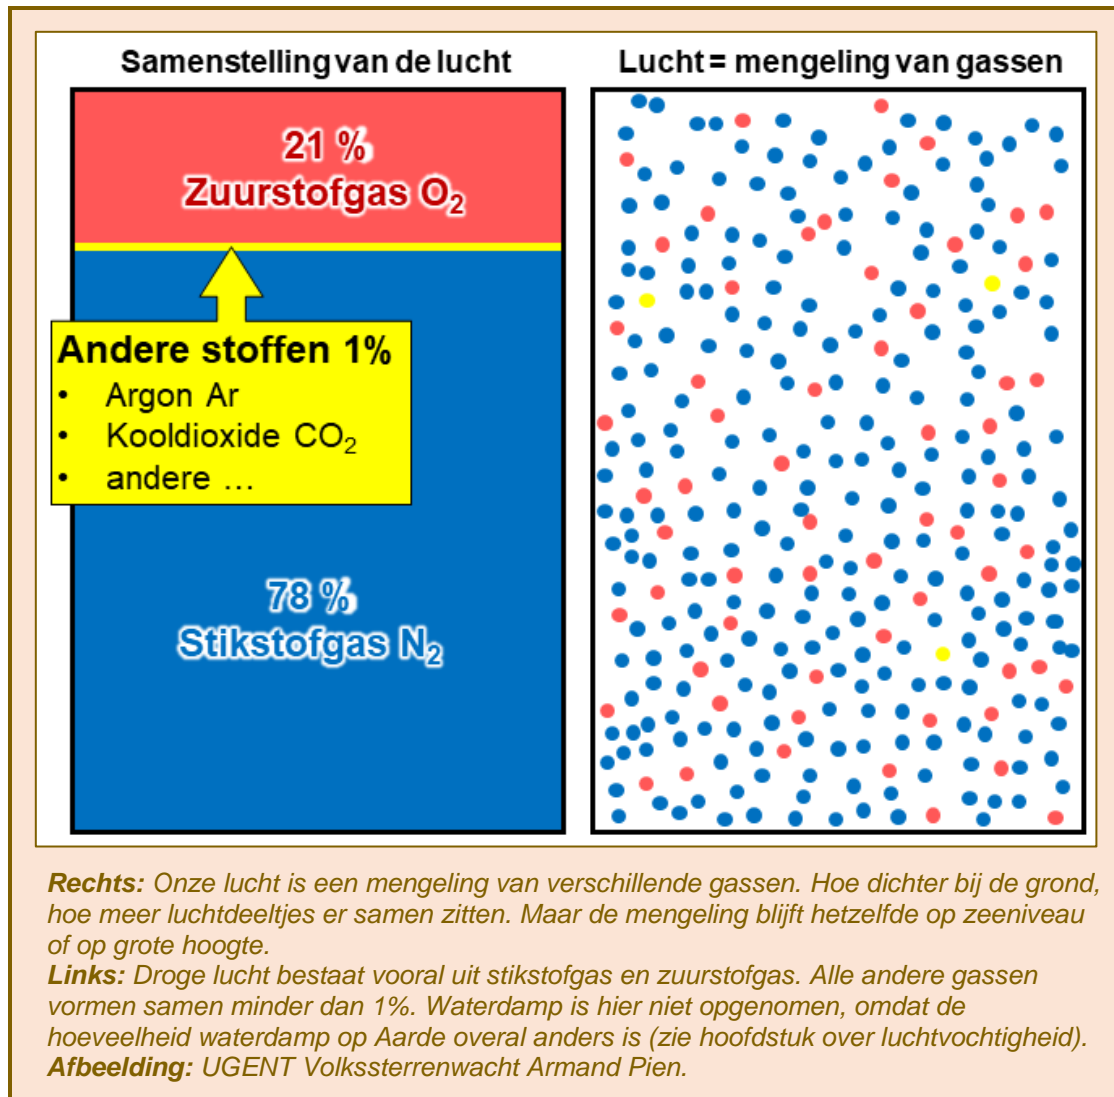 Samenstelling van de lucht
Lucht = mengeling van gassen
21 %
Zuurstofgas O₂
Andere stoffen 1%
• Argon Ar
• Kooldioxide CO₂
• andere ...
78 %
Stikstofgas N₂
Rechts: Onze lucht is een mengeling van verschillende gassen. Hoe dichter bij de grond,
hoe meer luchtdeeltjes er samen zitten. Maar de mengeling blijft hetzelfde op zeeniveau
of op grote hoogte.
Links: Droge lucht bestaat vooral uit stikstofgas en zuurstofgas. Alle andere gassen
vormen samen minder dan 1%. Waterdamp is hier niet opgenomen, omdat de
hoeveelheid waterdamp op Aarde overal anders is (zie hoofdstuk over luchtvochtigheid).
Afbeelding: UGENT Volkssterrenwacht Armand Pien.